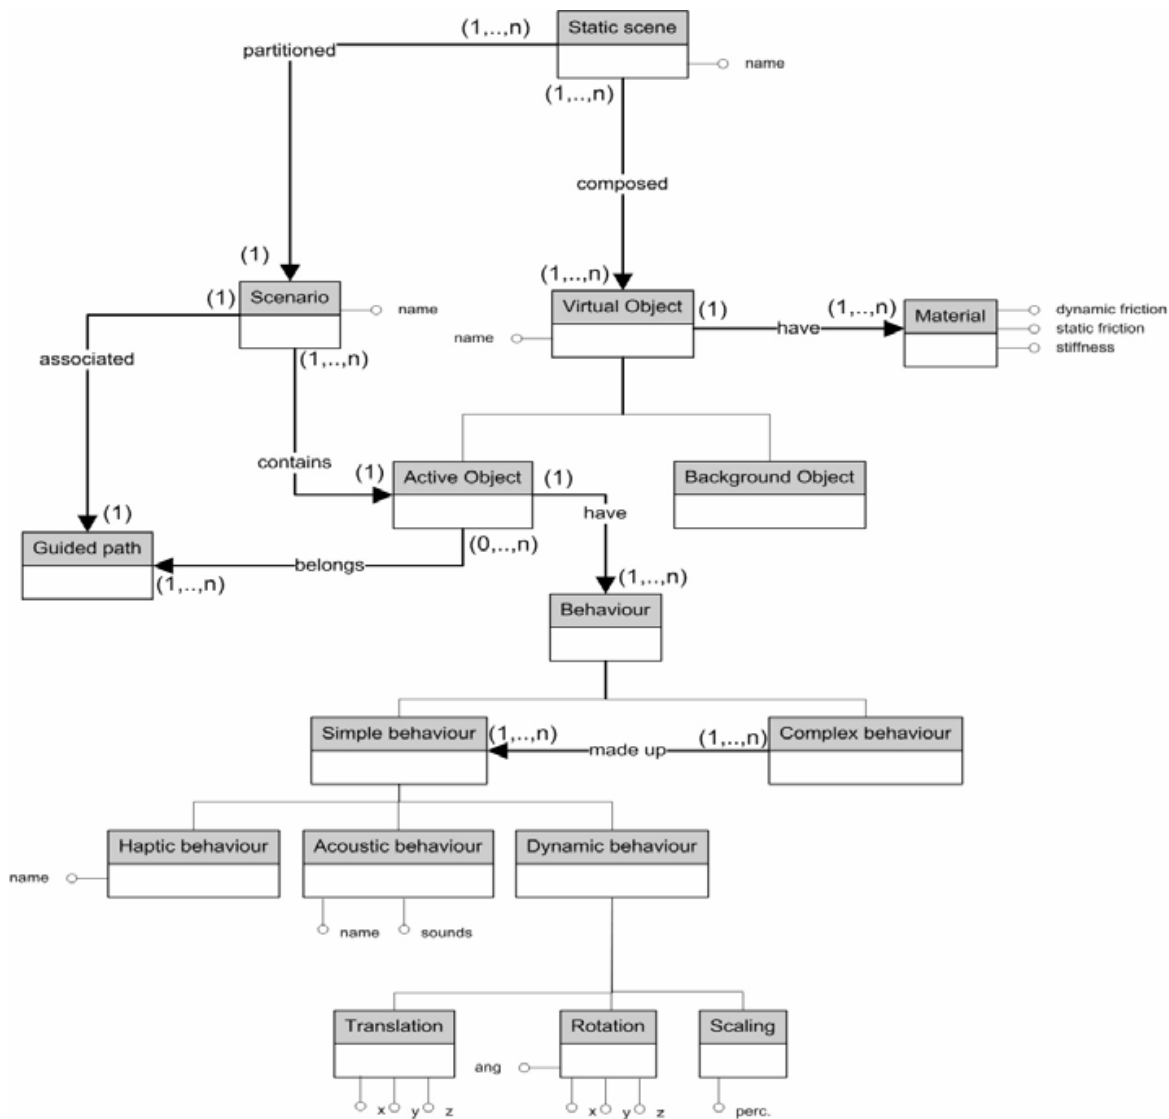 (1,..,n)
Static scene
partitioned
name
(1,..,n)
composed
(1)
(1,..,n)
(1)
Scenario
name
Virtual Object
(1)
(1,..,n)
Material
dynamic friction
static friction
stiffness
have
name
associated
(1,..,n)
contains
(1)
Active Object
(1)
Background Object
have
(1)
(0,..,n)
Guided path
belongs
(1,..,n)
(1,..,n)
Behaviour
Simple behaviour
(1,..,n)
made up
(1,..,n)
Complex behaviour
Haptic behaviour
Acoustic behaviour
Dynamic behaviour
name
name
sounds
Translation
Rotation
Scaling
ang
x
y
z
x
y
z
perc.